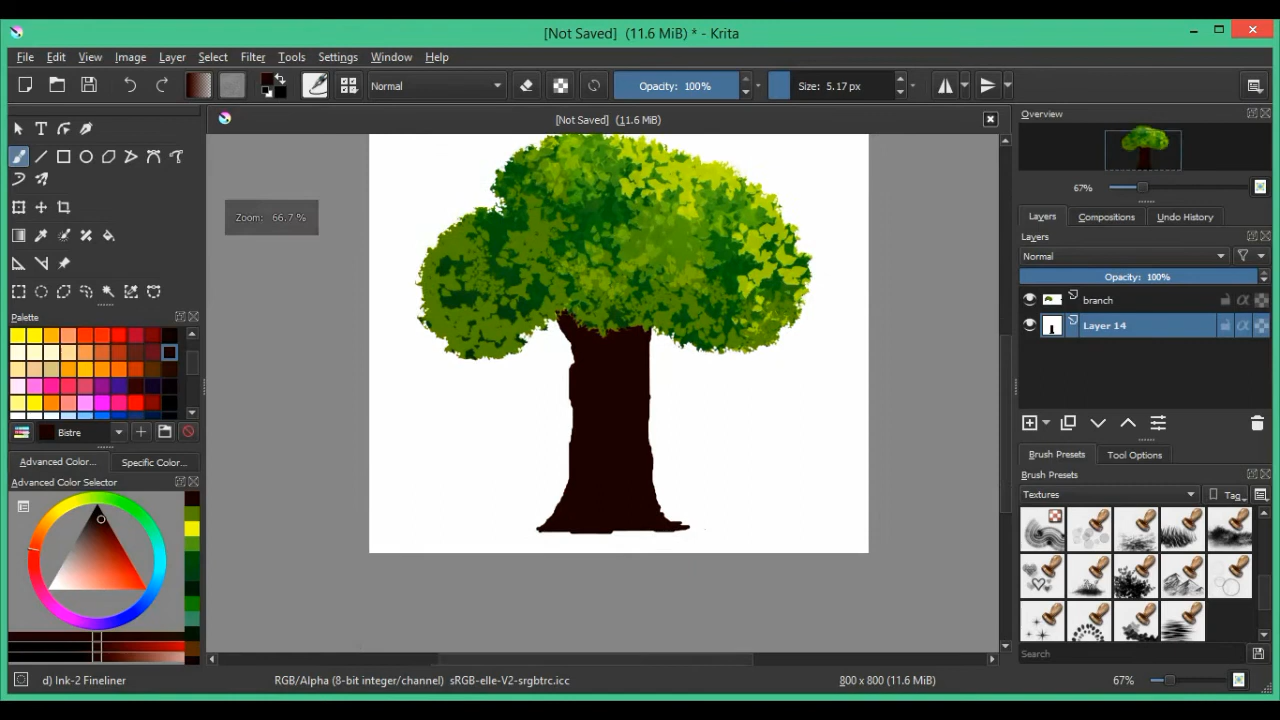 [Not Saved] (11.6 MiB) * - Krita
File Edit View Image Layer Select Filter Tools Settings Window Help
Normal
Opacity: 100%
Size: 5.17 px
[Not Saved] (11.6 MiB)
Zoom: 66.7 %
Palette
Bistre
Advanced Color...
Specific Color...
Advanced Color Selector
Overview
67%
Layers
Compositions
Undo History
Layers
Normal
Opacity: 100%
branch
Layer 14
Brush Presets
Tool Options
Brush Presets
Textures
Tag
Search
d) Ink-2 Fineliner
RGB/Alpha (8-bit integer/channel) sRGB-elle-V2-srgbtrc.icc
800 x 800 (11.6 MiB)
67%